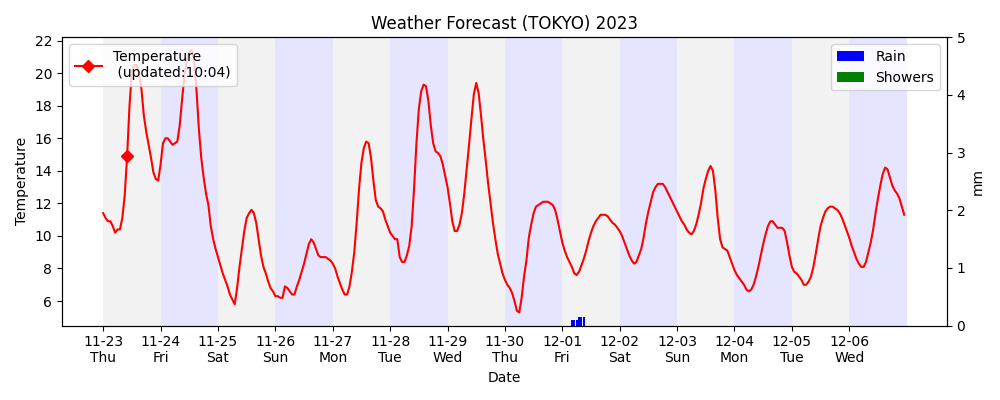 Weather Forecast (TOKYO) 2023
Temperature
(updated:10:04)
Rain
Showers
22
20
18
16
14
12
10
8
6
Temperature
5
4
3
2
1
0
mm
11-23 11-24 11-25 11-26 11-27 11-28 11-29 11-30 12-01 12-02 12-03 12-04 12-05 12-06
Thu Fri Sat Sun Mon Tue Wed Thu Fri Sat Sun Mon Tue Wed
Date